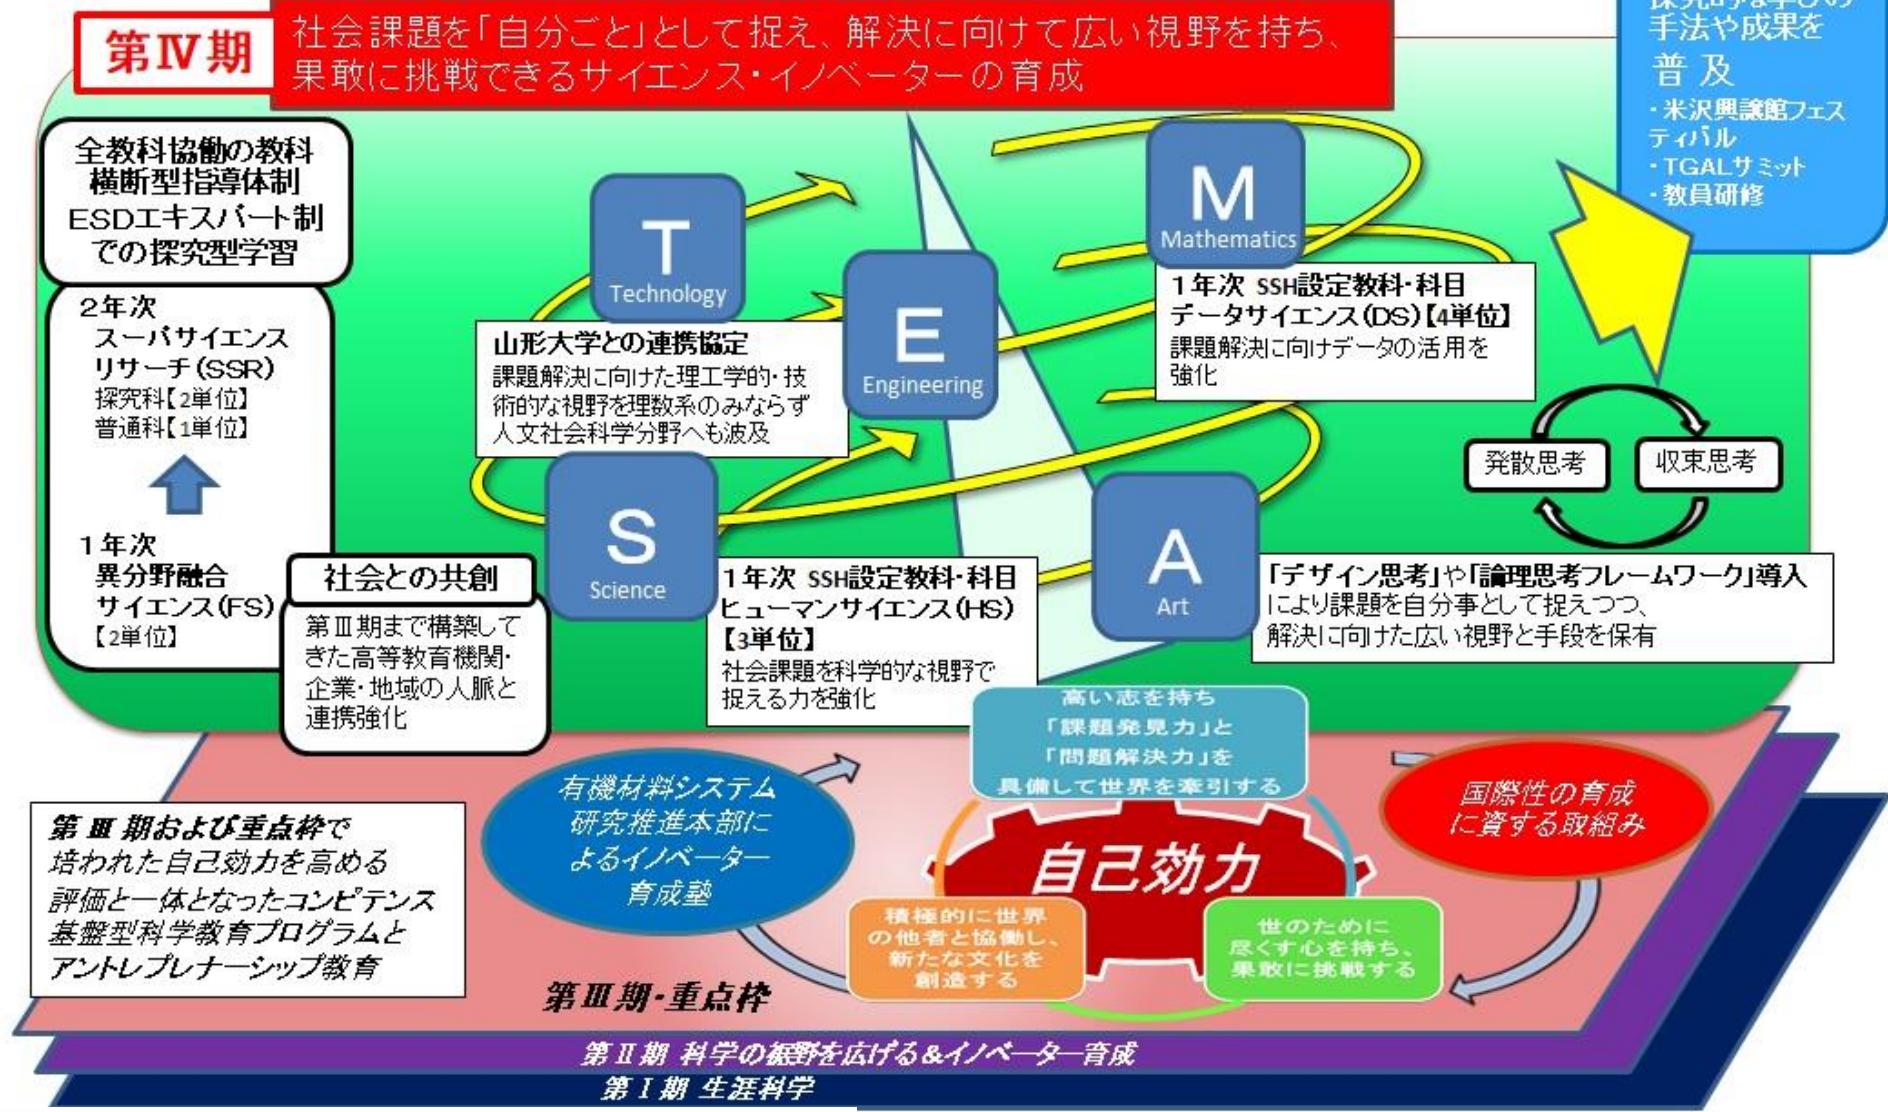 第Ⅳ期
社会課題を「自分ごと」として捉え、解決に向けて広い視野を持ち、
果敢に挑戦できるサイエンス・イノベーターの育成
手法や成果を
普及
・米沢興譲館フェス
ティバル
・TGALサミット
・教員研修
全教科協働の教科
横断型指導体制
ESDエキスパート制
での探究型学習
2年次
スーパサイエンス
リサーチ(SSR)
探究科【2単位】
普通科【1単位】
1年次
異分野融合
サイエンス(FS)
【2単位】
社会との共創
第Ⅲ期まで構築して
きた高等教育機関・
企業・地域の人脈と
連携強化
T
Technology
山形大学との連携協定
課題解決に向けた理工学的・技
術的な視野を理数系のみならず
人文社会科学分野へも波及
E
Engineering
M
Mathematics
1年次 SSH設定教科・科目
データサイエンス(DS)【4単位】
課題解決に向けデータの活用を
強化
発散思考
収束思考
S
Science
1年次 SSH設定教科・科目
ヒューマンサイエンス(HS)
【3単位】
社会課題を科学的な視野で
捉える力を強化
A
Art
「デザイン思考」や「論理思考フレームワーク」導入
により課題を自分事として捉えつつ、
解決に向けた広い視野と手段を保有
高い志を持ち
「課題発見力」と
「問題解決力」を
具備して世界を牽引する
有機材料システム
研究推進本部に
よるイノベーター
育成塾
国際性の育成
に資する取組み
自己効力
積極的に世界
の他者と協働し、
新たな文化を
創造する
世のために
尽くす心を持ち、
果敢に挑戦する
第Ⅲ期および重点枠で
培われた自己効力を高める
評価と一体となったコンピテンス
基盤型科学教育プログラムと
アントレプレナーシップ教育
第Ⅲ期・重点枠
第Ⅱ期 科学の裾野を広げる&イノベーター育成
第Ⅰ期 生涯科学